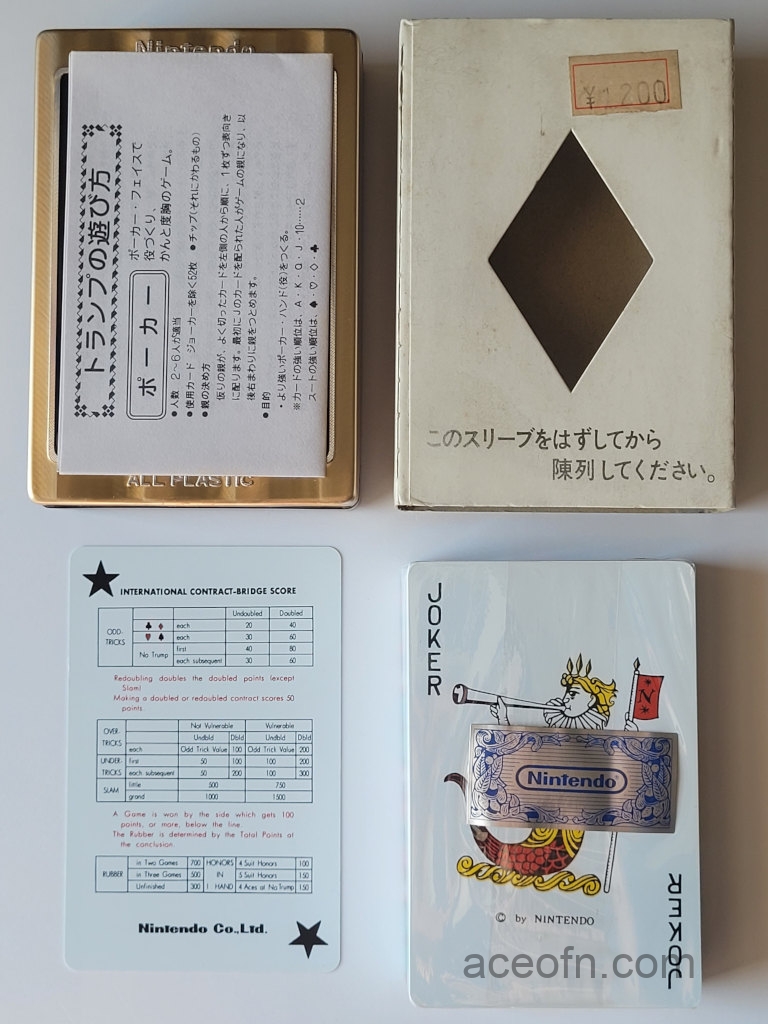 Nintendo
トランプの遊び方
ポーカー
ポーカー・フェイスで
役づくり、
かんと度胸のゲーム。
●人数 2〜6人が適当
●使用カード ジョーカーを除く52枚 ●チップ(それにかわるもの)
●親の決め方
仮りの親が、よく切ったカードを左側の人から順に、1枚ずつ表向き
に配ります。最初にJのカードを配られた人がゲームの親になり、以
後右まわりに親をつとめます。
●目的
・より強いポーカー・ハンド(役)をつくる。
※カードの強い順位は、A・K・Q・J・10……2
スートの強い順位は、♠・♡・◇・♣
ALL PLASTIC
¥1200
このスリーブをはずしてから
陳列してください。
INTERNATIONAL CONTRACT-BRIDGE SCORE
Undoubled Doubled
ODD-TRICKS ♣ ♦ each 20 40
♥ ♠ each 30 60
No Trump first 40 80
each subsequent 30 60
Redoubling doubles the doubled points (except
Slam)
Making a doubled or redoubled contract scores 50
points.
Not Vulnerable Vulnerable
OVER-TRICKS Undbld Dbld Undbld Dbld
each Odd Trick Value 100 Odd Trick Value 200
UNDER-TRICKS first 50 100 100 200
each subsequent 50 200 100 300
SLAM little 500 750
grand 1000 1500
A Game is won by the side which gets 100
points, or more, below the line.
The Rubber is determined by the Total Points at
the conclusion.
RUBBER in Two Games 700 HONORS 4 Suit Honors 100
in Three Games 500 IN 5 Suit Honors 150
Unfinished 300 1 HAND 4 Aces at No Trump 150
Nintendo Co., Ltd.
JOKER
N
Nintendo
© by NINTENDO
JOKER
aceofn.com